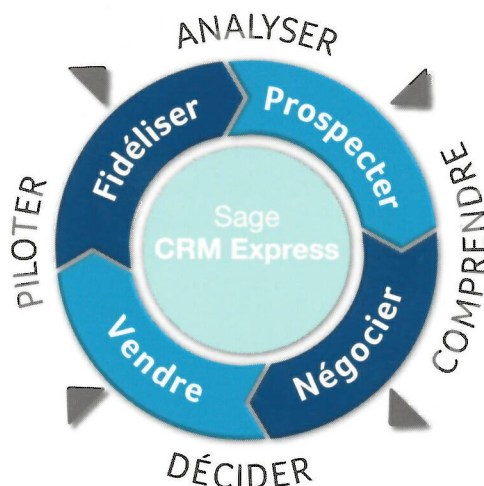 ANALYSER
Prospecter
COMPRENDRE
Négocier
DÉCIDER
Vendre
PILOTER
Fidéliser
Sage
CRM Express